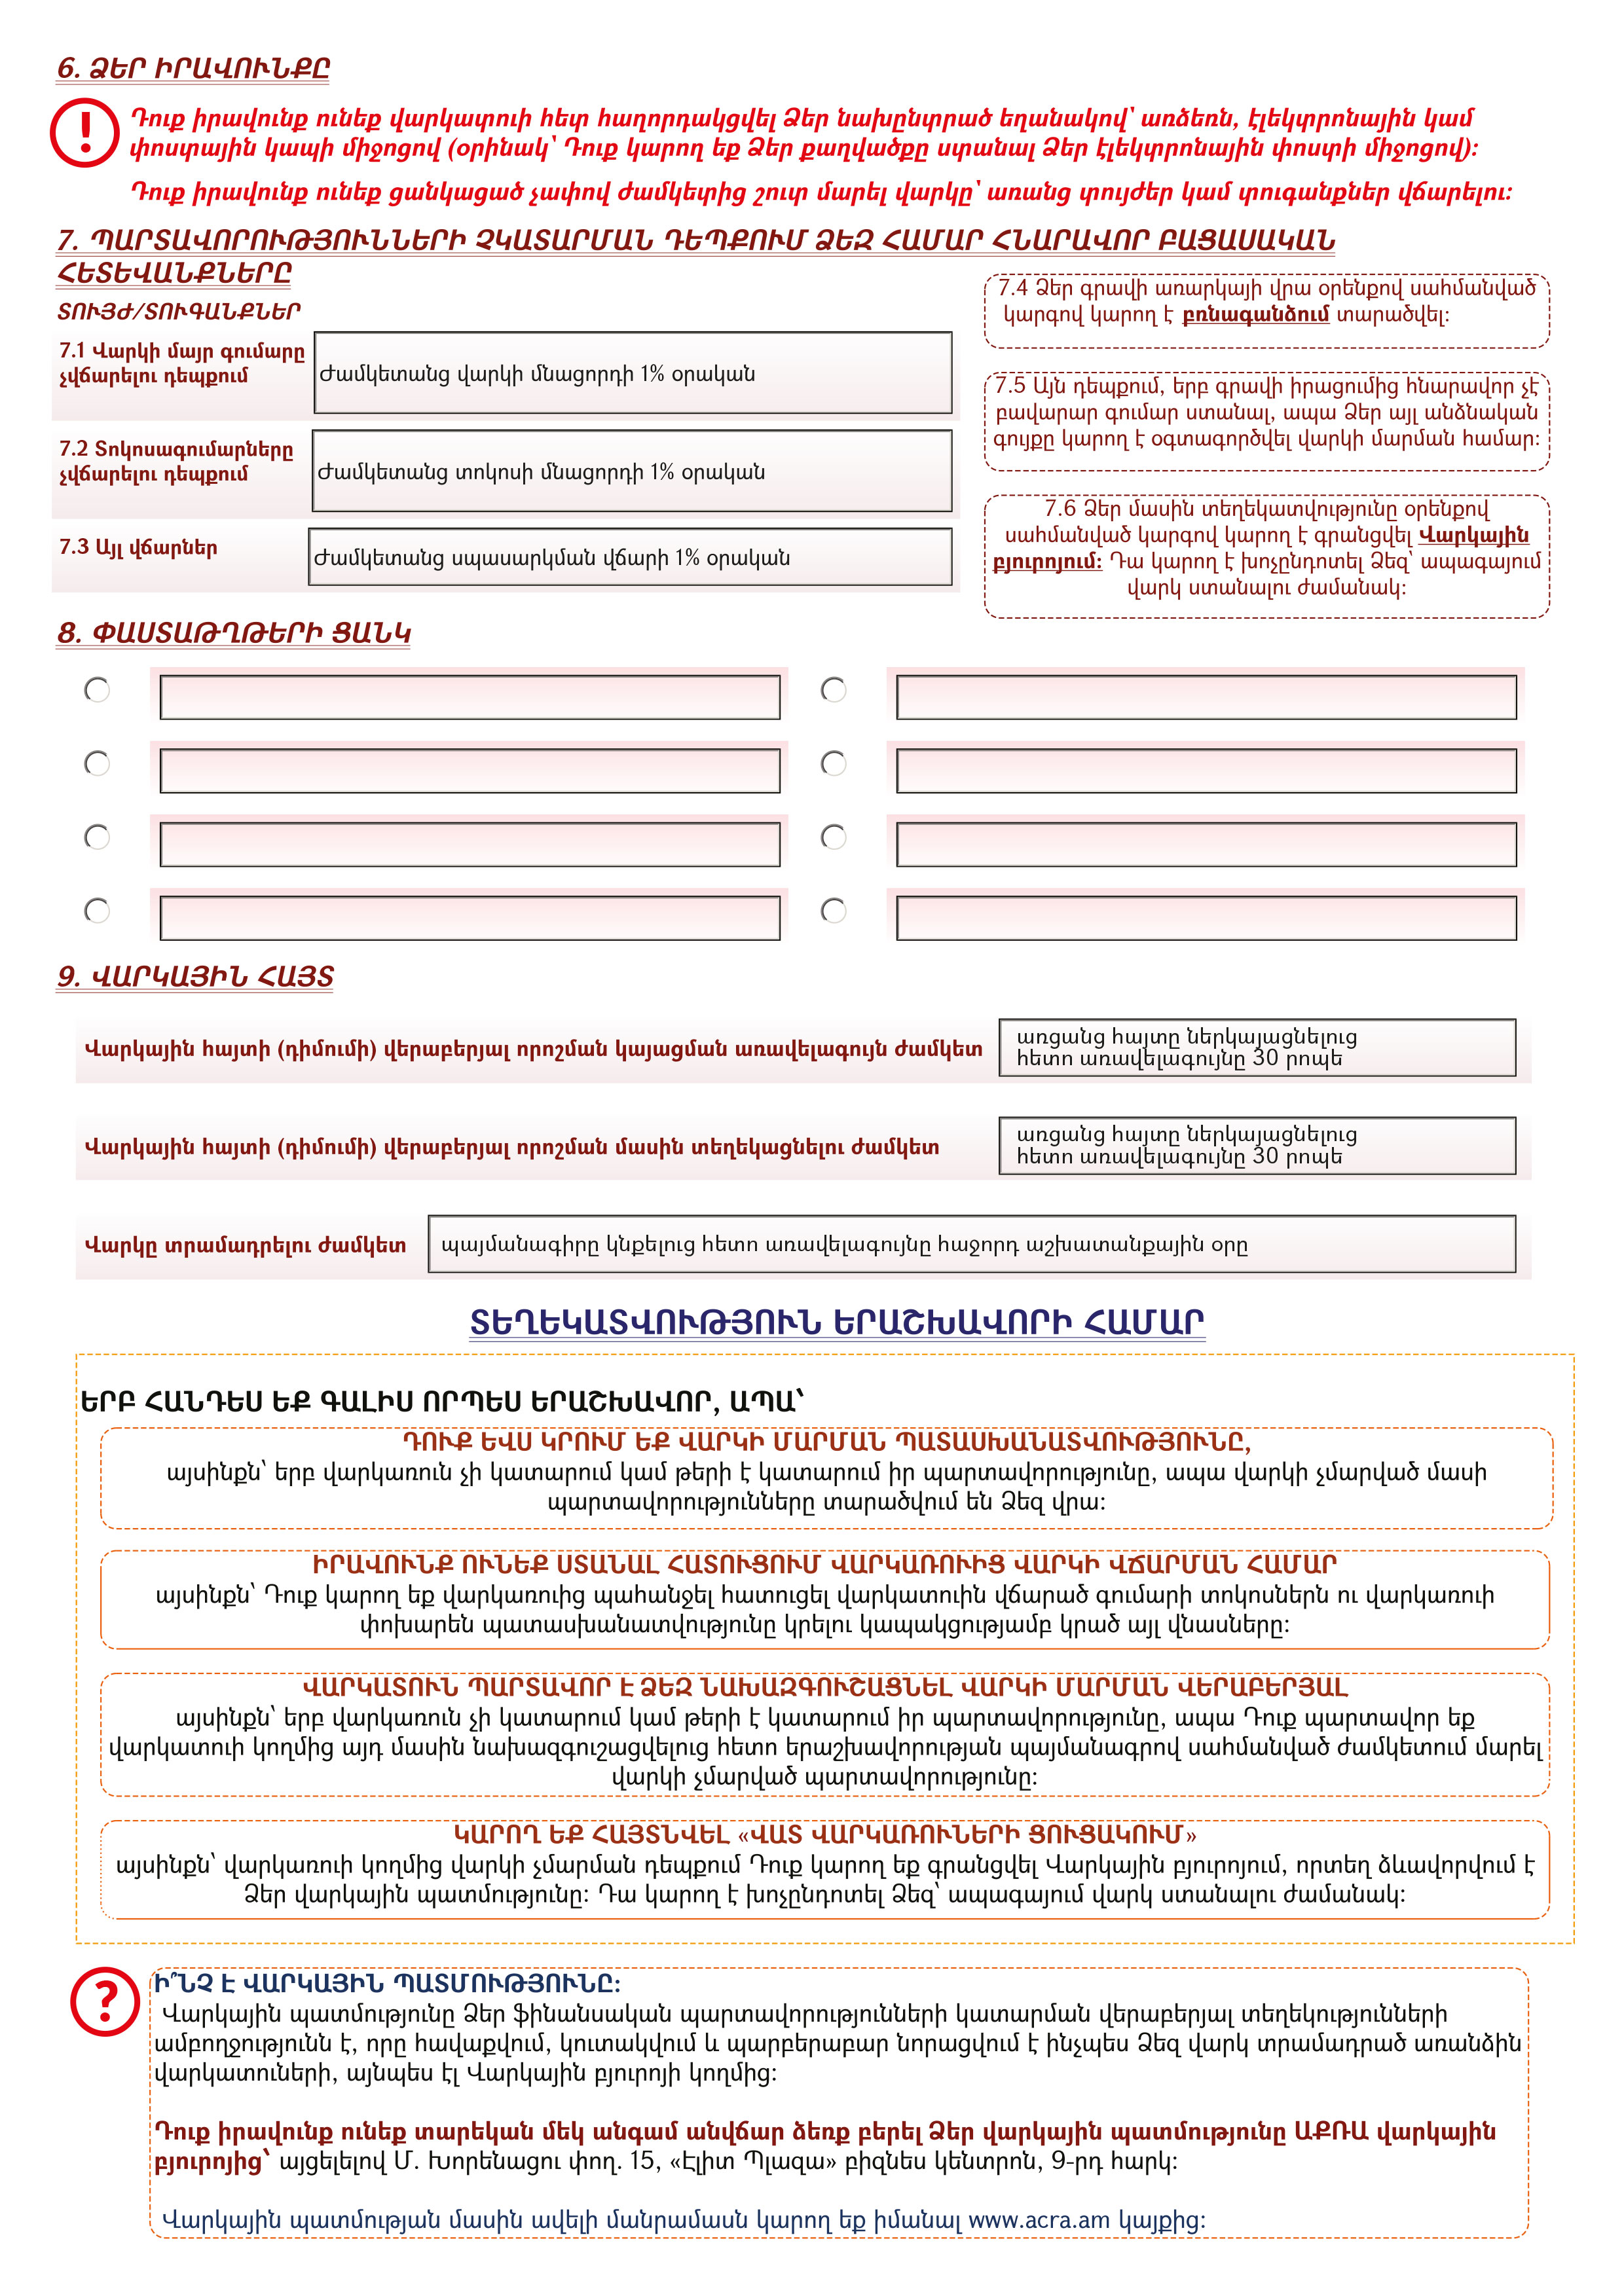 6. ՁԵՐ ԻՐԱՎՈՒՆՔԸ
!
Դուք իրավունք ունեք վարկատուի հետ հաղորդակցվել Ձեր նախընտրած եղանակով՝ առձեռն, էլեկտրոնային կամ
փոստային կապի միջոցով (օրինակ՝ Դուք կարող եք Ձեր քաղվածքը ստանալ Ձեր էլեկտրոնային փոստի միջոցով):
Դուք իրավունք ունեք ցանկացած չափով ժամկետից շուտ մարել վարկը՝ առանց տույժեր կամ տուգանքներ վճարելու:
7. ՊԱՐՏԱՎՈՐՈՒԹՅՈՒՆՆԵՐԻ ՉԿԱՏԱՐՄԱՆ ԴԵՊՔՈՒՄ ՁԵԶ ՀԱՄԱՐ ՀՆԱՐԱՎՈՐ ԲԱՑԱՍԱԿԱՆ
ՀԵՏԵՎԱՆՔՆԵՐԸ
ՏՈՒՅԺ/ՏՈՒԳԱՆՔՆԵՐ
7.1 Վարկի մայր գումարը
չվճարելու դեպքում
Ժամկետանց վարկի մնացորդի 1% օրական
7.2 Տոկոսագումարները
չվճարելու դեպքում
Ժամկետանց տոկոսի մնացորդի 1% օրական
7.3 Այլ վճարներ
Ժամկետանց սպասարկման վճարի 1% օրական
7.4 Ձեր գրավի առարկայի վրա օրենքով սահմանված
կարգով կարող է բռնագանձում տարածվել:
7.5 Այն դեպքում, երբ գրավի իրացումից հնարավոր չէ
բավարար գումար ստանալ, ապա Ձեր այլ անձնական
գույքը կարող է օգտագործվել վարկի մարման համար:
7.6 Ձեր մասին տեղեկատվությունը օրենքով
սահմանված կարգով կարող է գրանցվել Վարկային
բյուրոյում: Դա կարող է խոչընդոտել Ձեզ՝ ապագայում
վարկ ստանալու ժամանակ:
8. ՓԱՍՏԱԹՂԹԵՐԻ ՑԱՆԿ
9. ՎԱՐԿԱՅԻՆ ՀԱՅՏ
Վարկային հայտի (դիմումի) վերաբերյալ որոշման կայացման առավելագույն ժամկետ
առցանց հայտը ներկայացնելուց
հետո առավելագույնը 30 րոպե
Վարկային հայտի (դիմումի) վերաբերյալ որոշման մասին տեղեկացնելու ժամկետ
առցանց հայտը ներկայացնելուց
հետո առավելագույնը 30 րոպե
Վարկը տրամադրելու ժամկետ
պայմանագիրը կնքելուց հետո առավելագույնը հաջորդ աշխատանքային օրը
ՏԵՂԵԿԱՏՎՈՒԹՅՈՒՆ ԵՐԱՇԽԱՎՈՐԻ ՀԱՄԱՐ
ԵՐԲ ՀԱՆԴԵՍ ԵՔ ԳԱԼԻՍ ՈՐՊԵՍ ԵՐԱՇԽԱՎՈՐ, ԱՊԱ՝
ԴՈՒՔ ԵՎՍ ԿՐՈՒՄ ԵՔ ՎԱՐԿԻ ՄԱՐՄԱՆ ՊԱՏԱՍԽԱՆԱՏՎՈՒԹՅՈՒՆԸ,
այսինքն՝ երբ վարկառուն չի կատարում կամ թերի է կատարում իր պարտավորությունը, ապա վարկի չմարված մասի
պարտավորությունները տարածվում են Ձեզ վրա:
ԻՐԱՎՈՒՆՔ ՈՒՆԵՔ ՍՏԱՆԱԼ ՀԱՏՈՒՑՈՒՄ ՎԱՐԿԱՌՈՒԻՑ ՎԱՐԿԻ ՎՃԱՐՄԱՆ ՀԱՄԱՐ
այսինքն՝ Դուք կարող եք վարկառուից պահանջել հատուցել վարկատուին վճարած գումարի տոկոսներն ու վարկառուի
փոխարեն պատասխանատվությունը կրելու կապակցությամբ կրած այլ վնասները:
ՎԱՐԿԱՏՈՒՆ ՊԱՐՏԱՎՈՐ Է ՁԵԶ ՆԱԽԱԶԳՈՒՇԱՑՆԵԼ ՎԱՐԿԻ ՄԱՐՄԱՆ ՎԵՐԱԲԵՐՅԱԼ
այսինքն՝ երբ վարկառուն չի կատարում կամ թերի է կատարում իր պարտավորությունը, ապա Դուք պարտավոր եք
վարկատուի կողմից այդ մասին նախազգուշացվելուց հետո երաշխավորության պայմանագրով սահմանված ժամկետում մարել
վարկի չմարված պարտավորությունը:
ԿԱՐՈՂ ԵՔ ՀԱՅՏՆՎԵԼ «ՎԱՏ ՎԱՐԿԱՌՈՒՆԵՐԻ ՑՈՒՑԱԿՈՒՄ»
այսինքն՝ վարկառուի կողմից վարկի չմարման դեպքում Դուք կարող եք գրանցվել Վարկային բյուրոյում, որտեղ ձևավորվում է
Ձեր վարկային պատմությունը: Դա կարող է խոչընդոտել Ձեզ՝ ապագայում վարկ ստանալու ժամանակ:
?
Ի՞ՆՉ Է ՎԱՐԿԱՅԻՆ ՊԱՏՄՈՒԹՅՈՒՆԸ:
Վարկային պատմությունը Ձեր ֆինանսական պարտավորությունների կատարման վերաբերյալ տեղեկությունների
ամբողջությունն է, որը հավաքվում, կուտակվում և պարբերաբար նորացվում է ինչպես Ձեզ վարկ տրամադրած առանձին
վարկատուների, այնպես էլ Վարկային բյուրոյի կողմից:
Դուք իրավունք ունեք տարեկան մեկ անգամ անվճար ձեռք բերել Ձեր վարկային պատմությունը ԱՔՌԱ վարկային
բյուրոյից՝ այցելելով Մ. Խորենացու փող. 15, «Էլիտ Պլազա» բիզնես կենտրոն, 9-րդ հարկ:
Վարկային պատմության մասին ավելի մանրամասն կարող եք իմանալ www.acra.am կայքից: